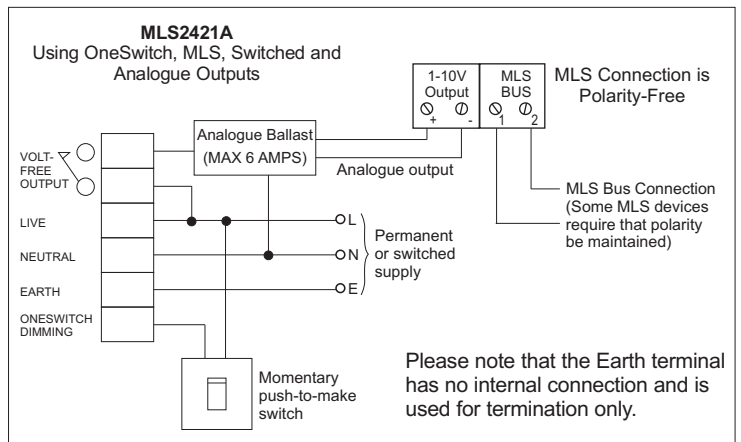 MLS2421A
Using OneSwitch, MLS, Switched and
Analogue Outputs
1-10V
Output
+ -
MLS
BUS
1 2
MLS Connection is
Polarity-Free
VOLT-
FREE
OUTPUT
Analogue Ballast
(MAX 6 AMPS)
Analogue output
MLS Bus Connection
(Some MLS devices
require that polarity
be maintained)
LIVE
L
NEUTRAL
N
EARTH
E
Permanent
or switched
supply
ONESWITCH
DIMMING
Momentary
push-to-make
switch
Please note that the Earth terminal
has no internal connection and is
used for termination only.